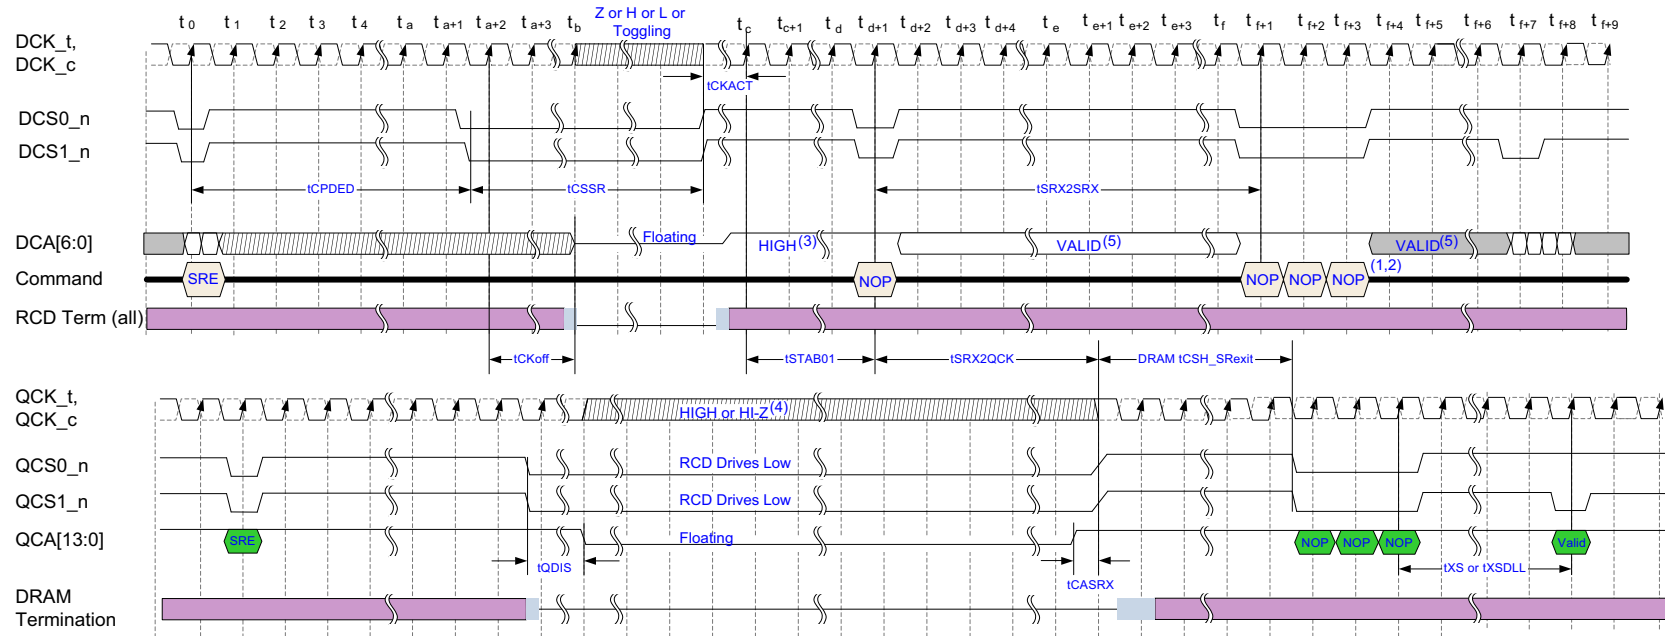 Z or H or L or
Toggling
t0 t1 t2 t3 t4 ta ta+1 ta+2 ta+3 tb tc tc+1 td td+1 td+2 td+3 td+4 te te+1 te+2 te+3 tf tf+1 tf+2 tf+3 tf+4 tf+5 tf+6 tf+7 tf+8 tf+9
DCK_t,
DCK_c
tCKACT
DCS0_n
DCS1_n
tCPDED tCSSR tSRX2SRX
DCA[6:0] Floating HIGH(3) VALID(5) VALID(5)
(1,2)
Command SRE NOP NOP NOP NOP
RCD Term (all)
tCKoff tSTAB01 tSRX2QCK DRAM tCSH_SRexit
QCK_t,
QCK_c
HIGH or HI-Z(4)
QCS0_n RCD Drives Low
QCS1_n RCD Drives Low
QCA[13:0] SRE Floating NOP NOP NOP Valid
tQDIS tCASRX tXS or tXSDLL
DRAM
Termination